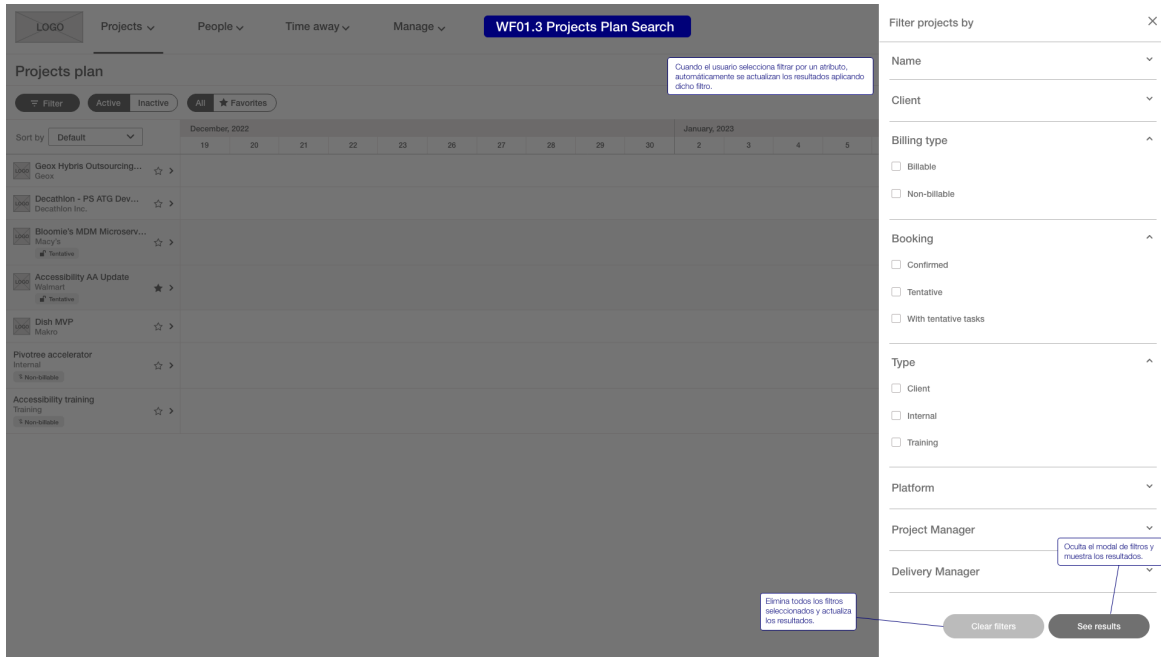 LOGO
Projects
People
Time away
Manage
WF01.3 Projects Plan Search
Projects plan
Cuando el usuario selecciona filtrar por un atributo,
automáticamente se actualizan los resultados aplicando
dicho filtro.
Filter
Active
Inactive
All
Favorites
Sort by
Default
December, 2022
January, 2023
19 20 21 22 23 26 27 28 29 30 2 3 4 5
LOGO
Geox Hybris Outsourcing...
Geox
LOGO
Decathlon - PS ATG Dev...
Decathlon Inc.
LOGO
Bloomie's MDM Microserv...
Macy's
Tentative
LOGO
Accessibility AA Update
Walmart
Tentative
LOGO
Dish MVP
Makro
Pivotree accelerator
Internal
Non-billable
Accessibility training
Training
Non-billable
Filter projects by
Name
Client
Billing type
Billable
Non-billable
Booking
Confirmed
Tentative
With tentative tasks
Type
Client
Internal
Training
Platform
Project Manager
Oculta el modal de filtros y
muestra los resultados.
Delivery Manager
Elimina todos los filtros
seleccionados y actualiza
los resultados.
Clear filters
See results